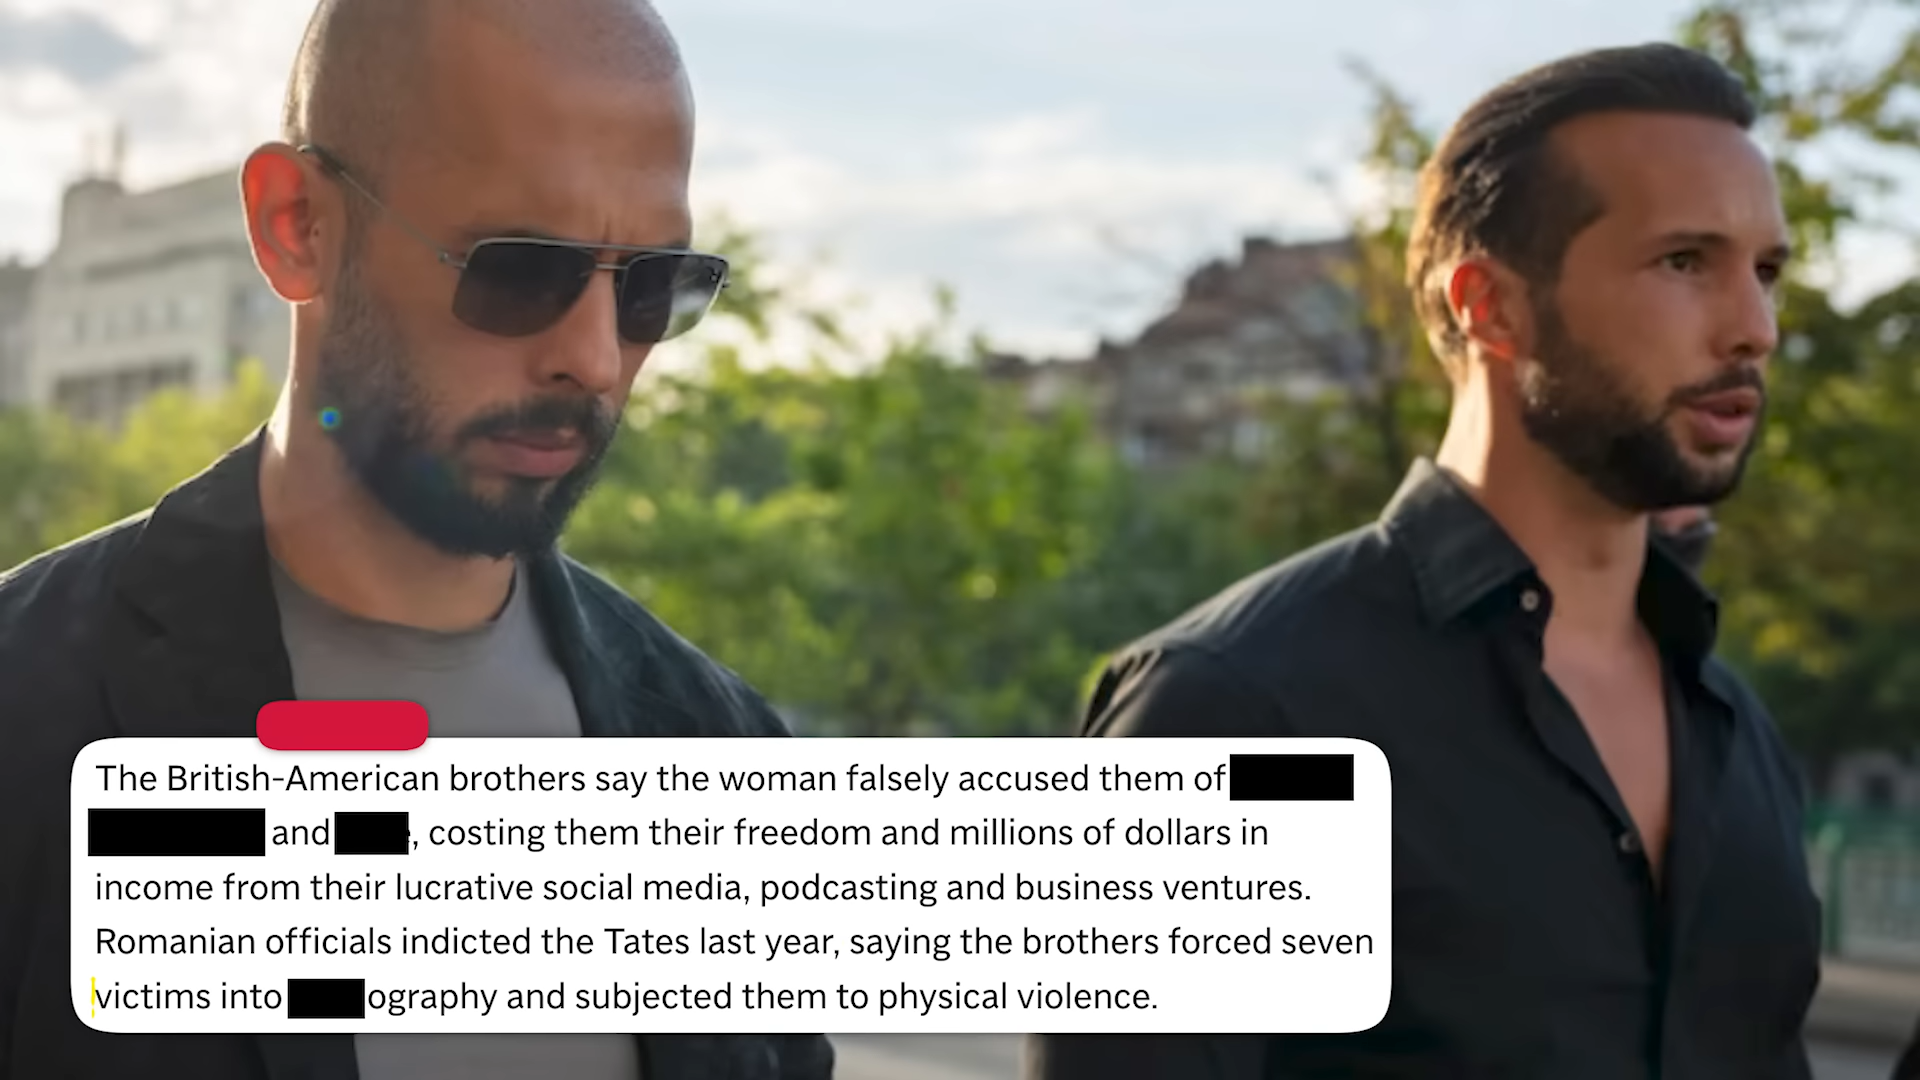 The British-American brothers say the woman falsely accused them of
and , costing them their freedom and millions of dollars in
income from their lucrative social media, podcasting and business ventures.
Romanian officials indicted the Tates last year, saying the brothers forced seven
victims into ography and subjected them to physical violence.